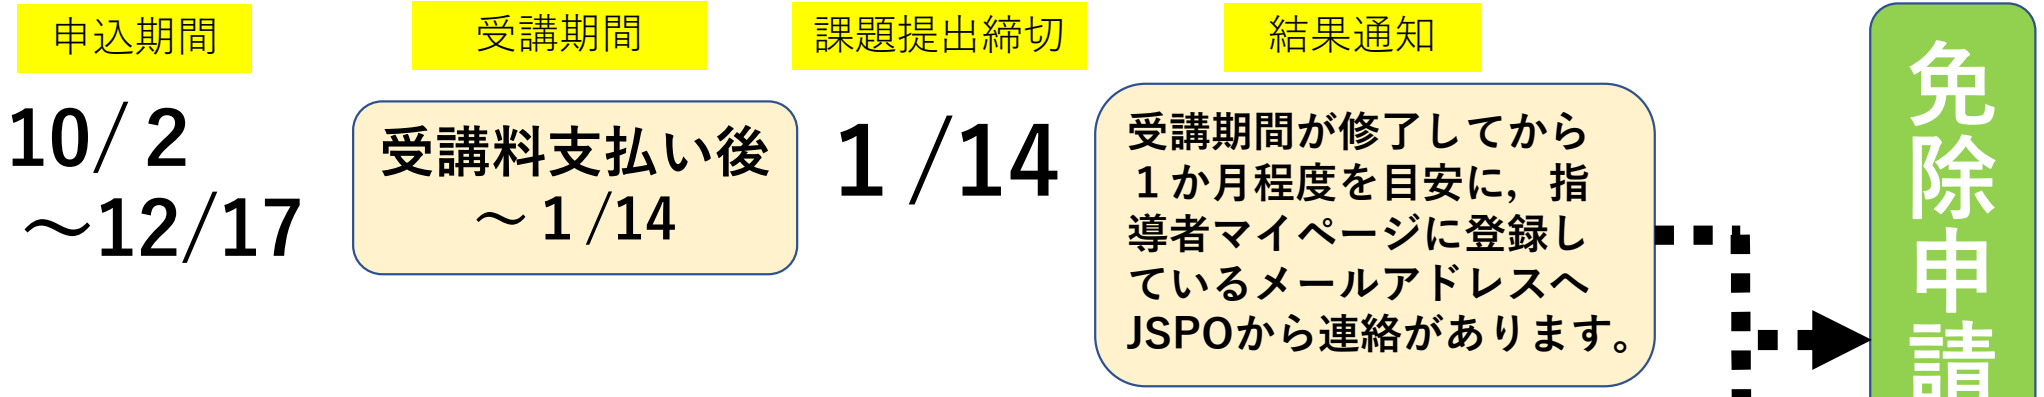 申込期間
10/ 2
～12/17
受講期間
受講料支払い後
～１/14
課題提出締切
１/14
結果通知
受講期間が修了してから
１か月程度を目安に，指
導者マイページに登録し
ているメールアドレスへ
JSPOから連絡があります。
免除申請